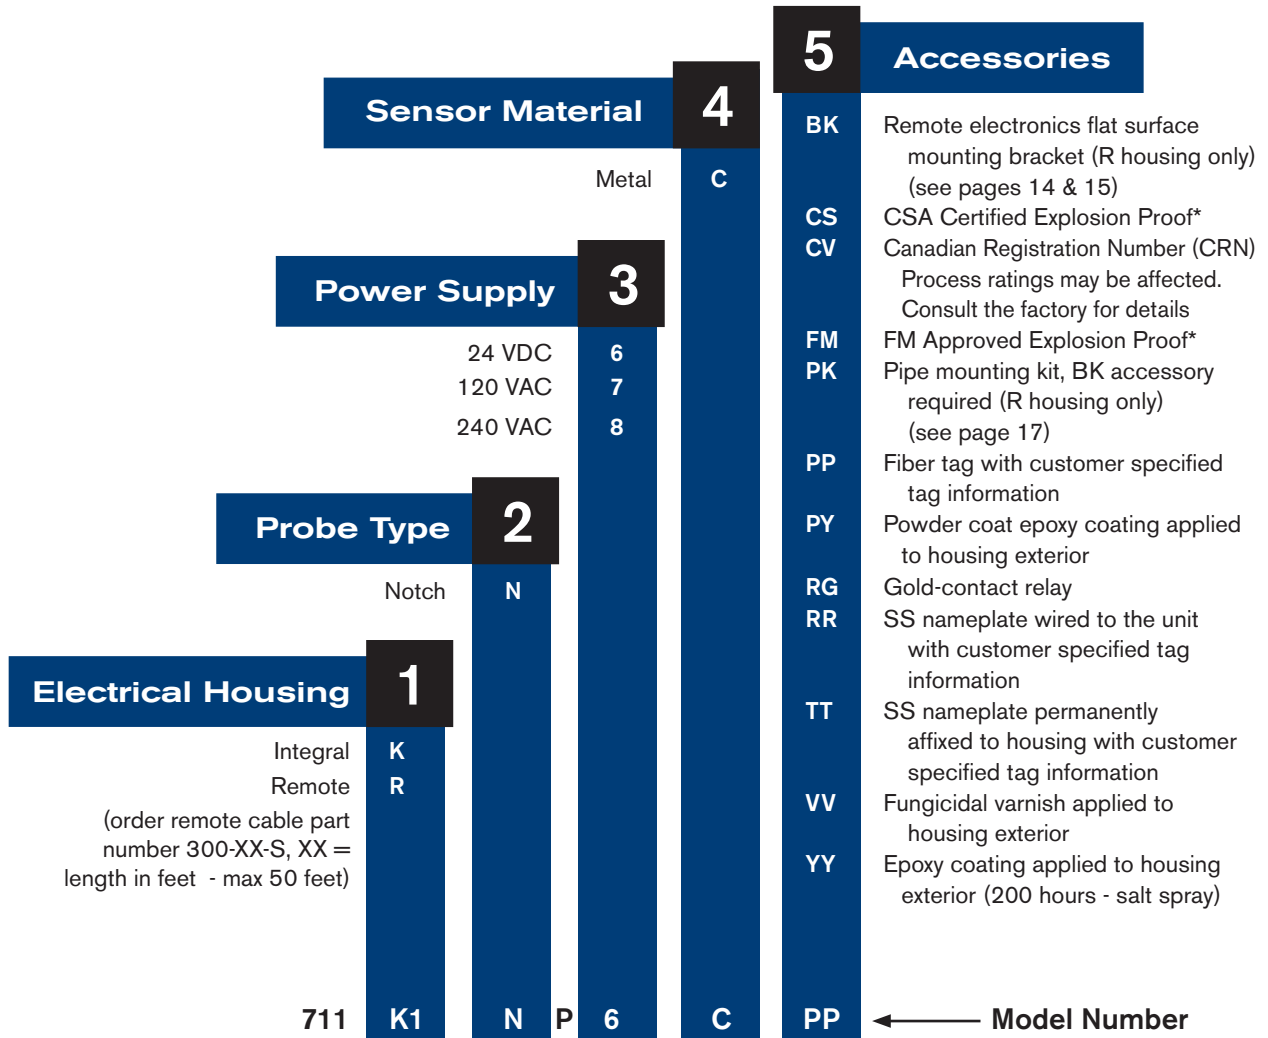 5 Accessories
BK Remote electronics flat surface
mounting bracket (R housing only)
(see pages 14 & 15)
CS CSA Certified Explosion Proof*
CV Canadian Registration Number (CRN)
Process ratings may be affected.
Consult the factory for details
FM FM Approved Explosion Proof*
PK Pipe mounting kit, BK accessory
required (R housing only)
(see page 17)
PP Fiber tag with customer specified
tag information
PY Powder coat epoxy coating applied
to housing exterior
RG Gold-contact relay
RR SS nameplate wired to the unit
with customer specified tag
information
TT SS nameplate permanently
affixed to housing with customer
specified tag information
VV Fungicidal varnish applied to
housing exterior
YY Epoxy coating applied to housing
exterior (200 hours - salt spray)
Sensor Material 4
Metal C
Power Supply 3
24 VDC 6
120 VAC 7
240 VAC 8
Probe Type 2
Notch N
Electrical Housing 1
Integral K
Remote R
(order remote cable part
number 300-XX-S, XX =
length in feet - max 50 feet)
711 K1 N P 6 C PP Model Number